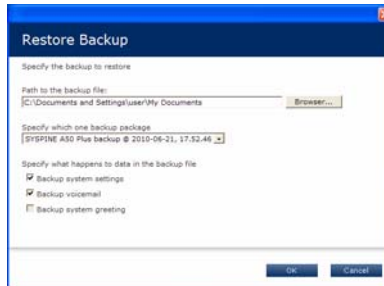 Restore Backup
Specify the backup to restore
Path to the backup file:
C:\Documents and Settings\user\My Documents
Browser...
Specify which one backup package
SYSPINE A50 Plus backup @ 2010-06-21, 17.52.46
Specify what happens to data in the backup file
Backup system settings
Backup voicemail
Backup system greeting
OK
Cancel